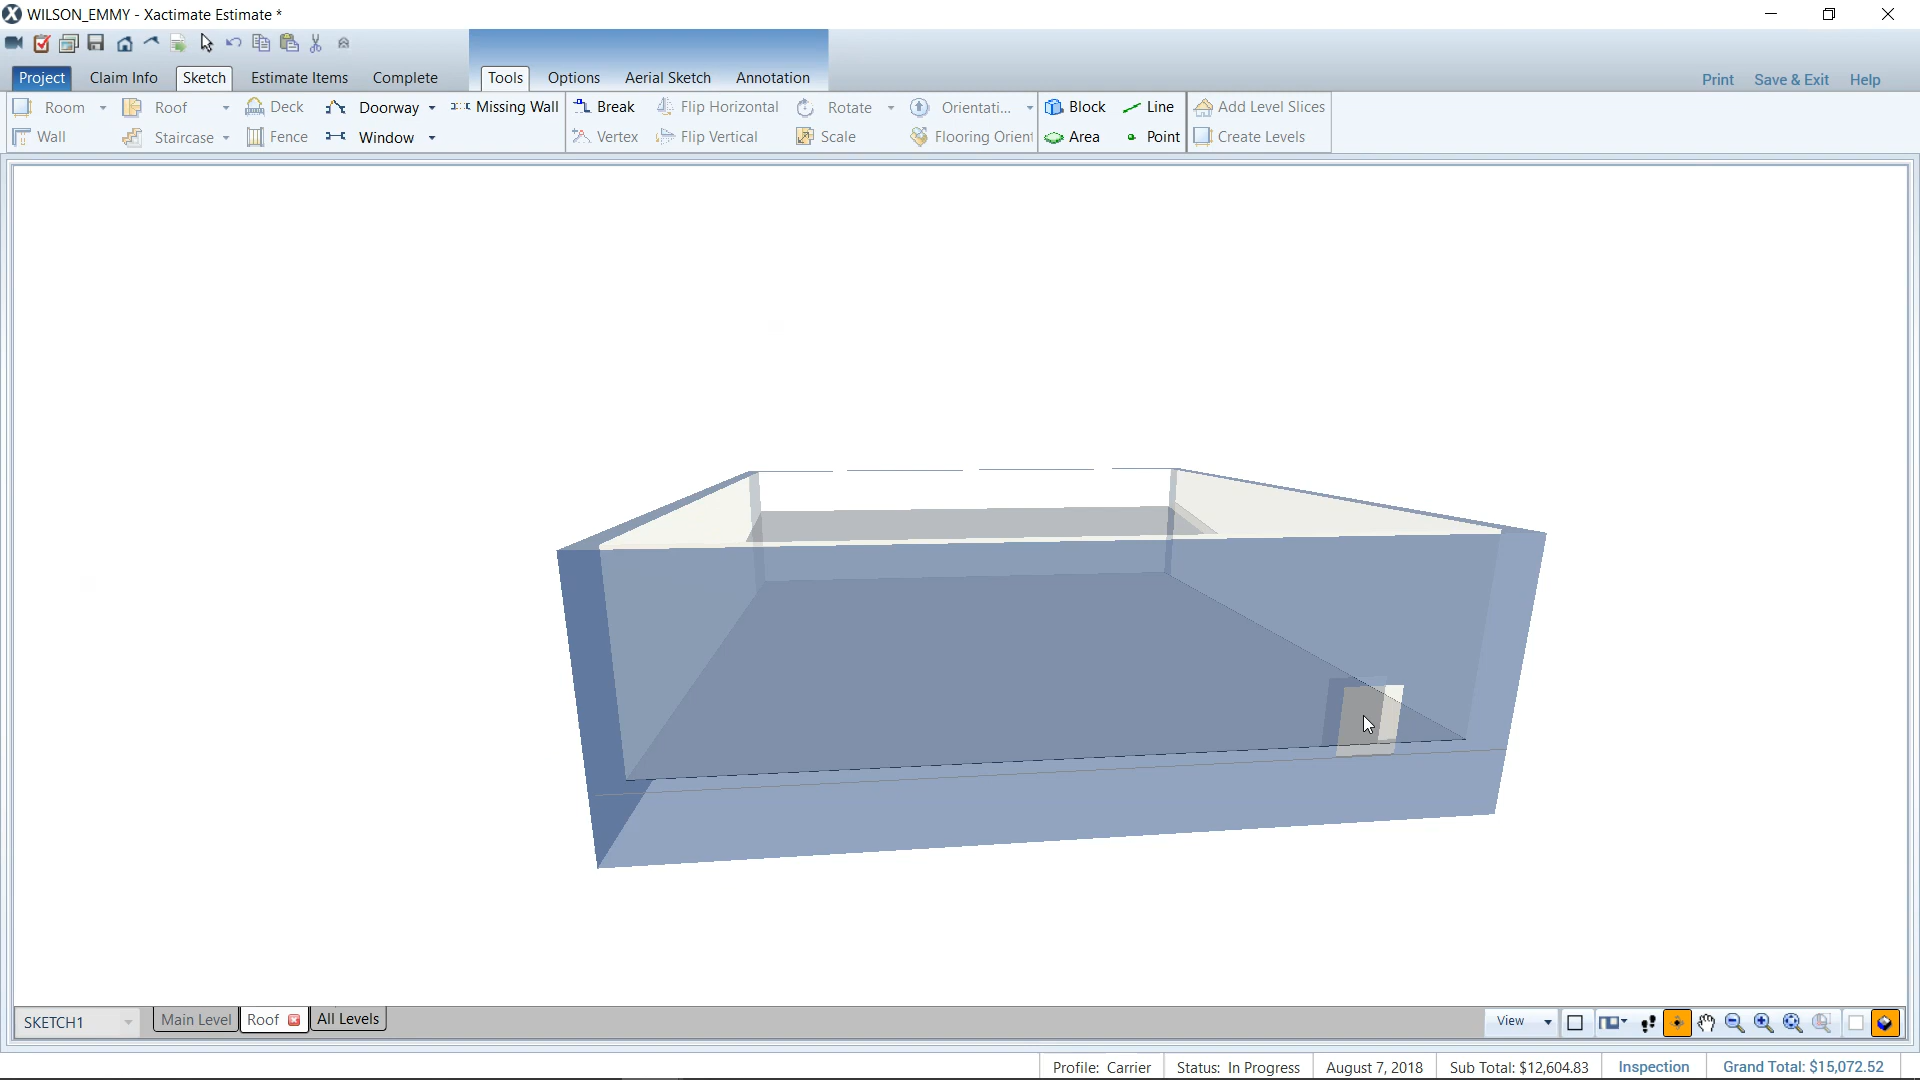 WILSON_EMMY - Xactimate Estimate *
Project Claim Info Sketch Estimate Items Complete Tools Options Aerial Sketch Annotation Print Save & Exit Help
Room Roof Deck Doorway Missing Wall Break Flip Horizontal Rotate Orientati... Block Line Add Level Slices
Wall Staircase Fence Window Vertex Flip Vertical Scale Flooring Orient Area Point Create Levels
SKETCH1 Main Level Roof All Levels View
Profile: Carrier Status: In Progress August 7, 2018 Sub Total: $12,604.83 Inspection Grand Total: $15,072.52